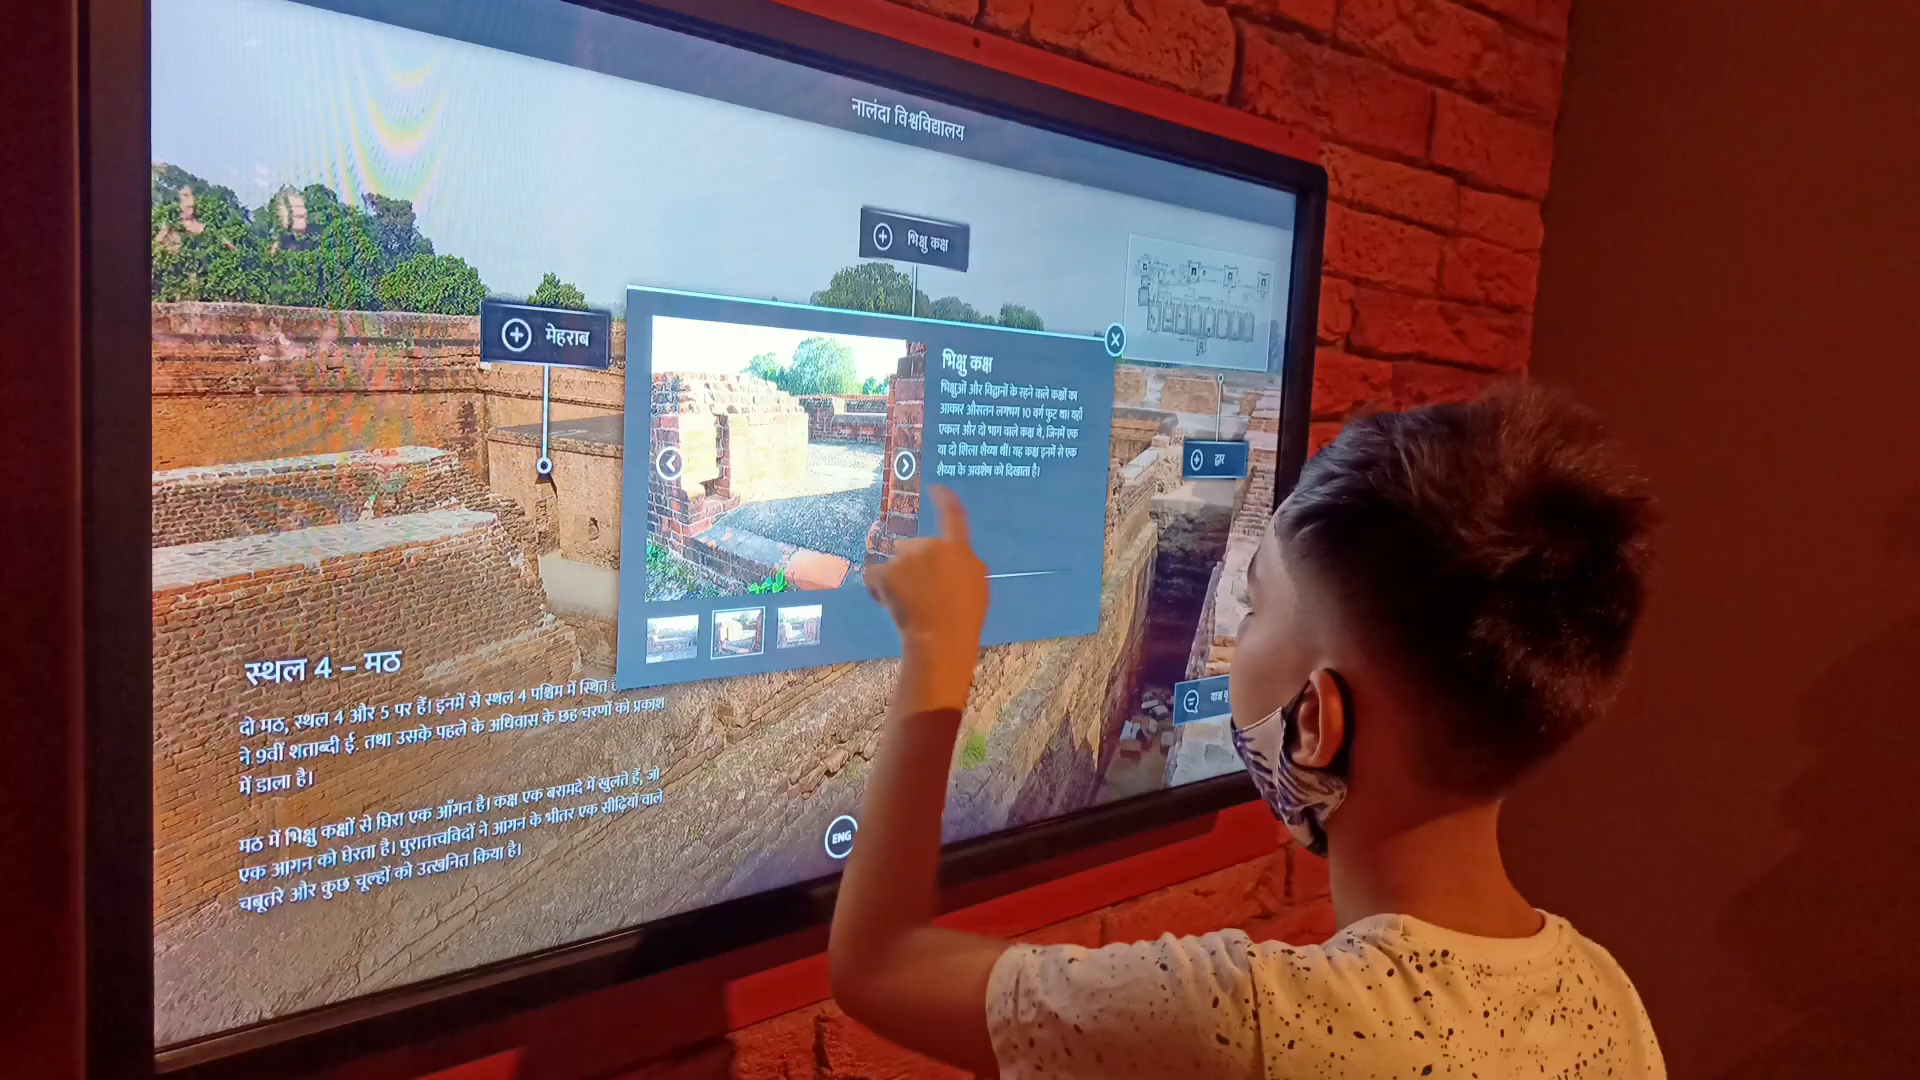 नालंदा विश्वविद्यालय
भिक्षु कक्ष
मेहराब
भिक्षु कक्ष
भिक्षुओं और विद्वानों के रहने वाले कक्षों का
आकार औसतन लगभग 10 वर्ग फुट था। यहाँ
एकल और दो भाग वाले कक्ष थे, जिनमें एक
या दो शिला शैय्या थीं। यह कक्ष इनमें से एक
शैय्या के अवशेष को दिखाता है।
द्वार
स्थल 4 – मठ
दो मठ, स्थल 4 और 5 पर हैं। इनमें से स्थल 4 पश्चिम में स्थित
ने 9वीं शताब्दी ई. तथा उसके पहले के अधिवास के छह चरणों को प्रकाश
में डाला है।
मठ में भिक्षु कक्षों से घिरा एक आँगन है। कक्ष एक बरामदे में खुलते हैं, जो
एक आंगन को घेरता है। पुरातत्त्वविदों ने आंगन के भीतर एक सीढ़ियों वाले
चबूतरे और कुछ चूल्हों को उत्खनित किया है।
ENG